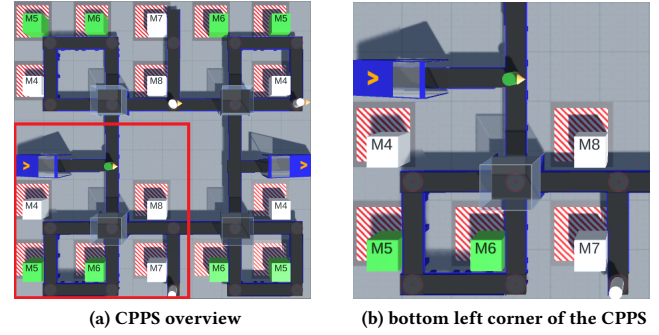 M5 M6 M7 M6 M5
M4 M8 M4
> >
M4 M8 M4
M5 M6 M7 M6 M5
(a) CPPS overview
>
M4 M8
M5 M6 M7
(b) bottom left corner of the CPPS